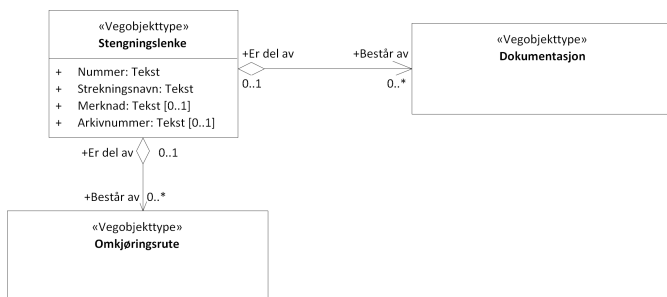 «Vegobjekttype»
Stengningslenke
+ Nummer: Tekst
+ Strekningsnavn: Tekst
+ Merknad: Tekst [0..1]
+ Arkivnummer: Tekst [0..1]
+Er del av
0..1
+Består av
0..*
«Vegobjekttype»
Dokumentasjon
+Er del av 0..1
+Består av 0..*
«Vegobjekttype»
Omkjøringsrute